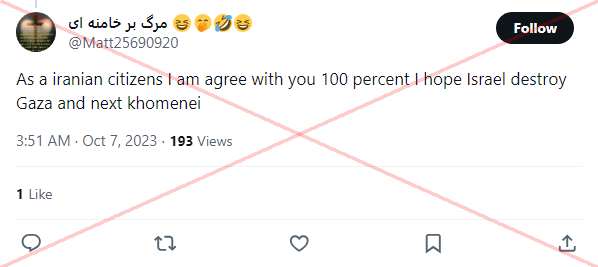 مرگ بر خامنه ای 😆🤭🤣😆
Follow
@Matt25690920
As a iranian citizens I am agree with you 100 percent I hope Israel destroy
Gaza and next khomenei
3:51 AM · Oct 7, 2023 · 193 Views
1 Like